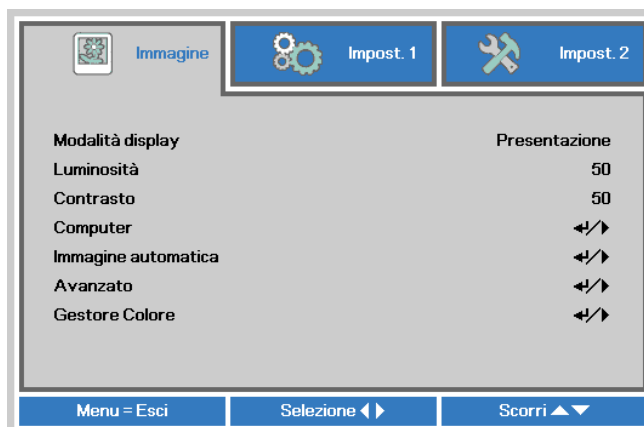 Immagine Impost. 1 Impost. 2
Modalità display Presentazione
Luminosità 50
Contrasto 50
Computer
Immagine automatica
Avanzato
Gestore Colore
Menu = Esci Selezione Scorri